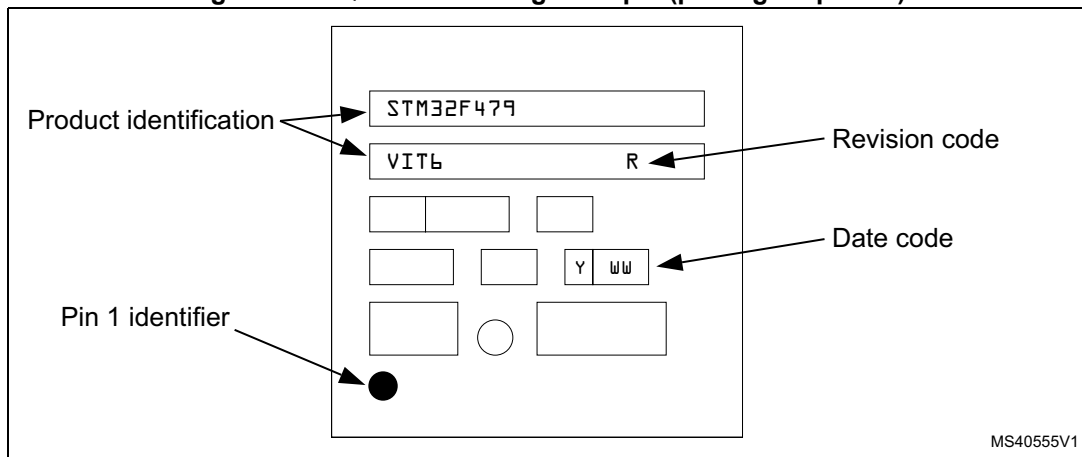 STM32F479
Product identification
VIT6 R
Revision code
Date code
Y WW
Pin 1 identifier
MS40555V1